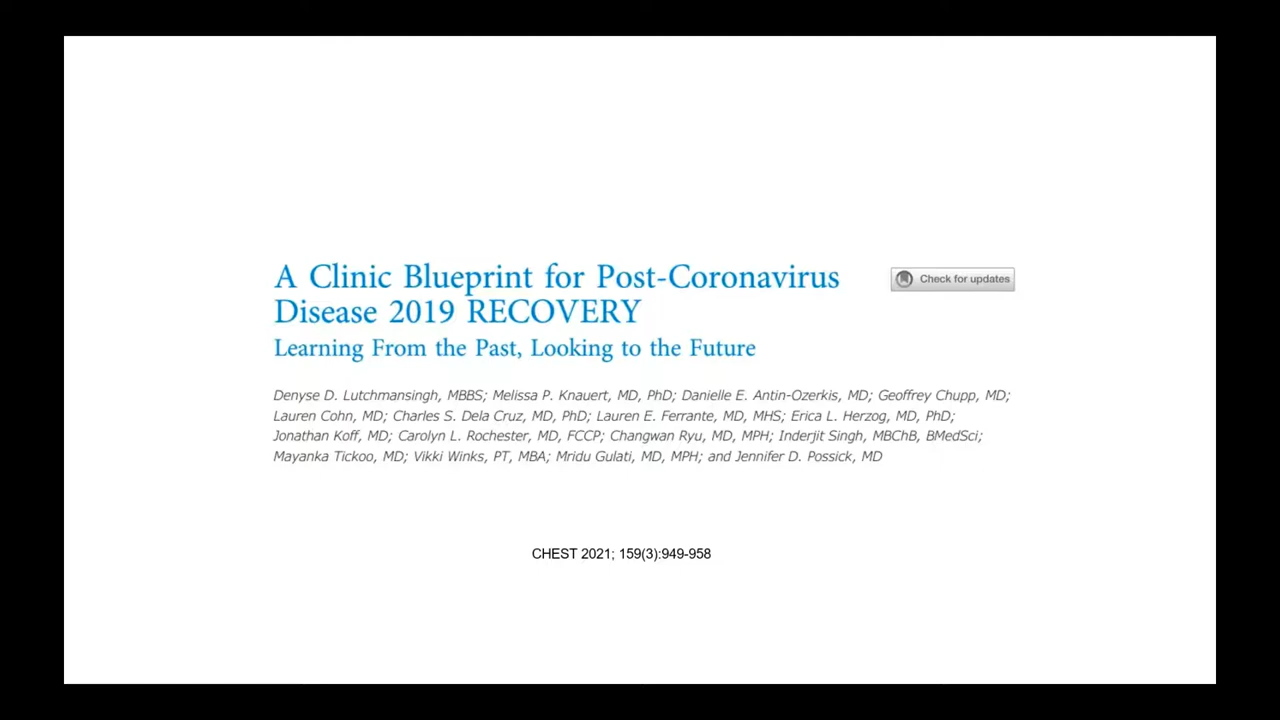 A Clinic Blueprint for Post-Coronavirus
Disease 2019 RECOVERY
Check for updates
Learning From the Past, Looking to the Future
Denyse D. Lutchmansingh, MBBS; Melissa P. Knauert, MD, PhD; Danielle E. Antin-Ozerkis, MD; Geoffrey Chupp, MD;
Lauren Cohn, MD; Charles S. Dela Cruz, MD, PhD; Lauren E. Ferrante, MD, MHS; Erica L. Herzog, MD, PhD;
Jonathan Koff, MD; Carolyn L. Rochester, MD, FCCP; Changwan Ryu, MD, MPH; Inderjit Singh, MBChB, BMedSci;
Mayanka Tickoo, MD; Vikki Winks, PT, MBA; Mridu Gulati, MD, MPH; and Jennifer D. Possick, MD
CHEST 2021; 159(3):949-958